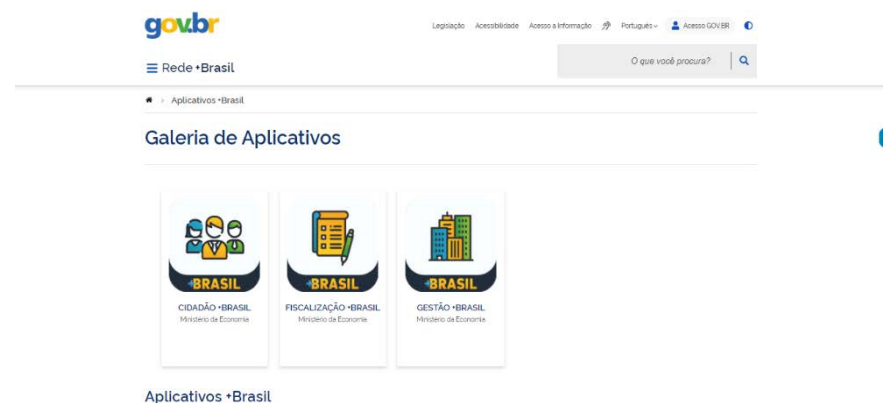 gov.br
Legislação Acessibilidade Acesso a Informação Português Acesso GOV.BR
Rede +Brasil
O que você procura?
Aplicativos +Brasil
Galeria de Aplicativos
+BRASIL +BRASIL +BRASIL
CIDADÃO +BRASIL FISCALIZAÇÃO +BRASIL GESTÃO +BRASIL
Ministério da Economia Ministério da Economia Ministério da Economia
Aplicativos +Brasil